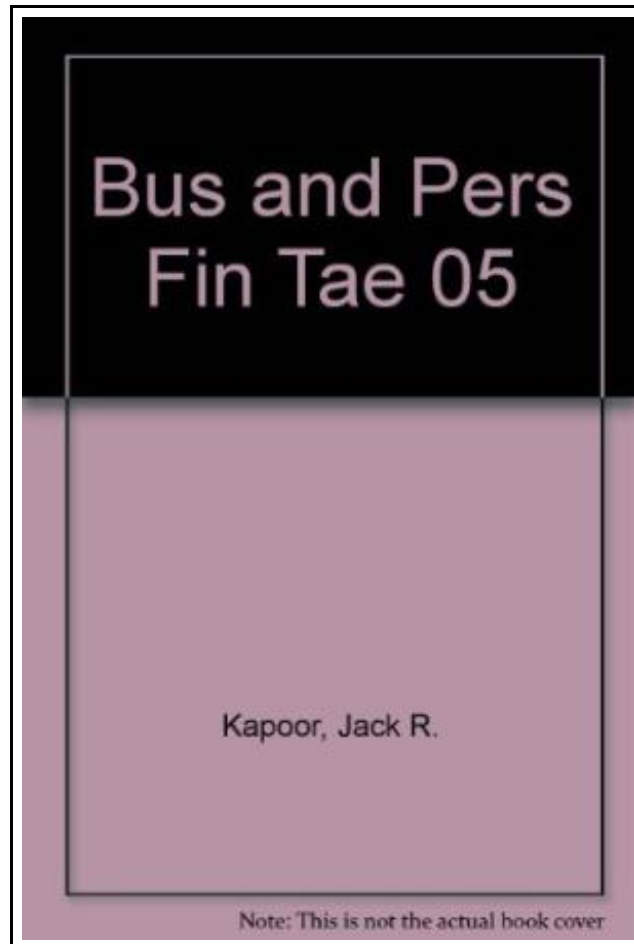 Bus and Pers
Fin Tae 05
Kapoor, Jack R.
Note: This is not the actual book cover